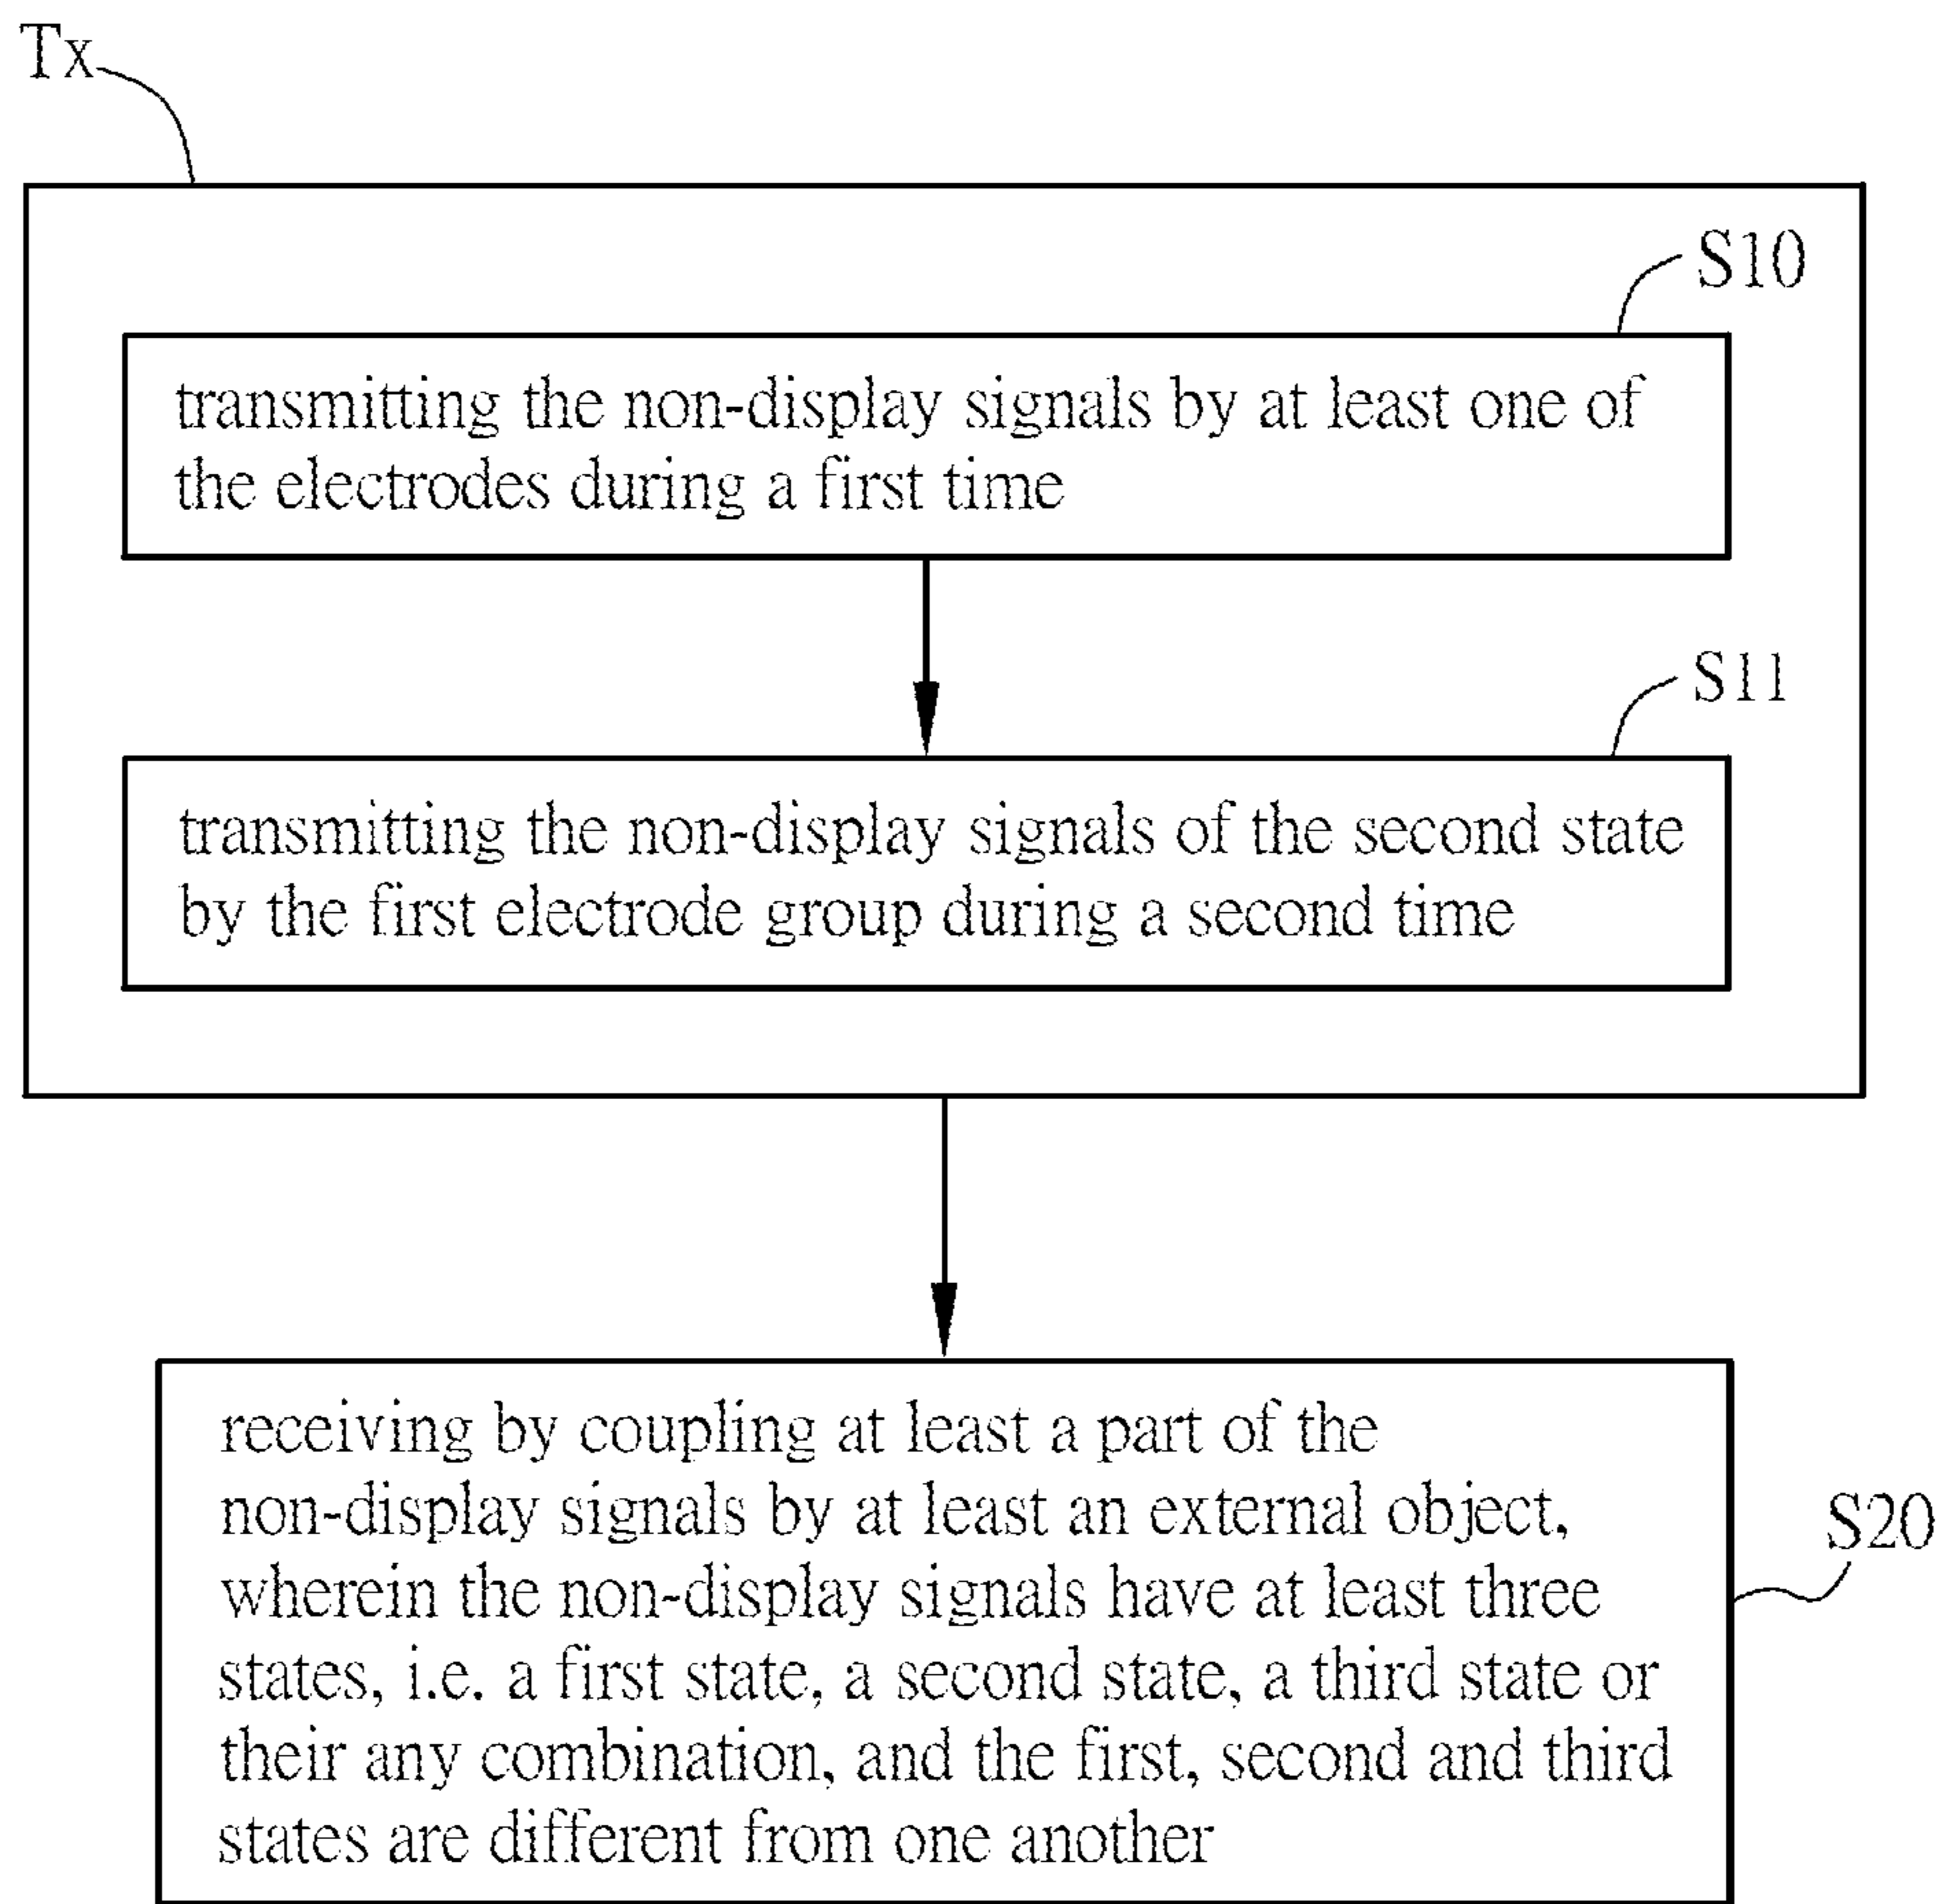 Tx
S10
transmitting the non-display signals by at least one of
the electrodes during a first time
S11
transmitting the non-display signals of the second state
by the first electrode group during a second time
receiving by coupling at least a part of the
non-display signals by at least an external object,
wherein the non-display signals have at least three
states, i.e. a first state, a second state, a third state or
their any combination, and the first, second and third
states are different from one another
S20